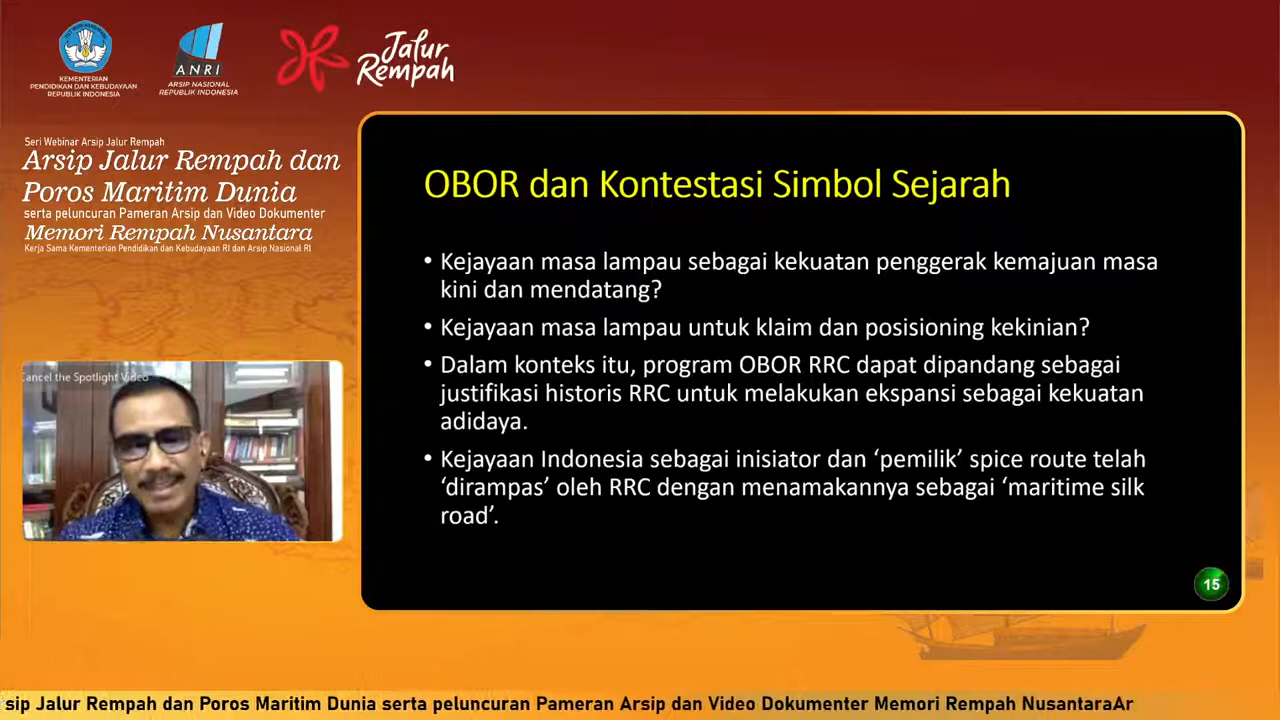 KEMENTERIAN
PENDIDIKAN DAN KEBUDAYAAN
REPUBLIK INDONESIA
ANRI
ARSIP NASIONAL
REPUBLIK INDONESIA
Jalur
Rempah
Seri Webinar Arsip Jalur Rempah
Arsip Jalur Rempah dan
Poros Maritim Dunia
serta peluncuran Pameran Arsip dan Video Dokumenter
Memori Rempah Nusantara
Kerja Sama Kementerian Pendidikan dan Kebudayaan RI dan Arsip Nasional RI
Cancel the Spotlight Video
OBOR dan Kontestasi Simbol Sejarah
• Kejayaan masa lampau sebagai kekuatan penggerak kemajuan masa
kini dan mendatang?
• Kejayaan masa lampau untuk klaim dan posisioning kekinian?
• Dalam konteks itu, program OBOR RRC dapat dipandang sebagai
justifikasi historis RRC untuk melakukan ekspansi sebagai kekuatan
adidaya.
• Kejayaan Indonesia sebagai inisiator dan ‘pemilik’ spice route telah
‘dirampas’ oleh RRC dengan menamakannya sebagai ‘maritime silk
road’.
15
sip Jalur Rempah dan Poros Maritim Dunia serta peluncuran Pameran Arsip dan Video Dokumenter Memori Rempah NusantaraAr